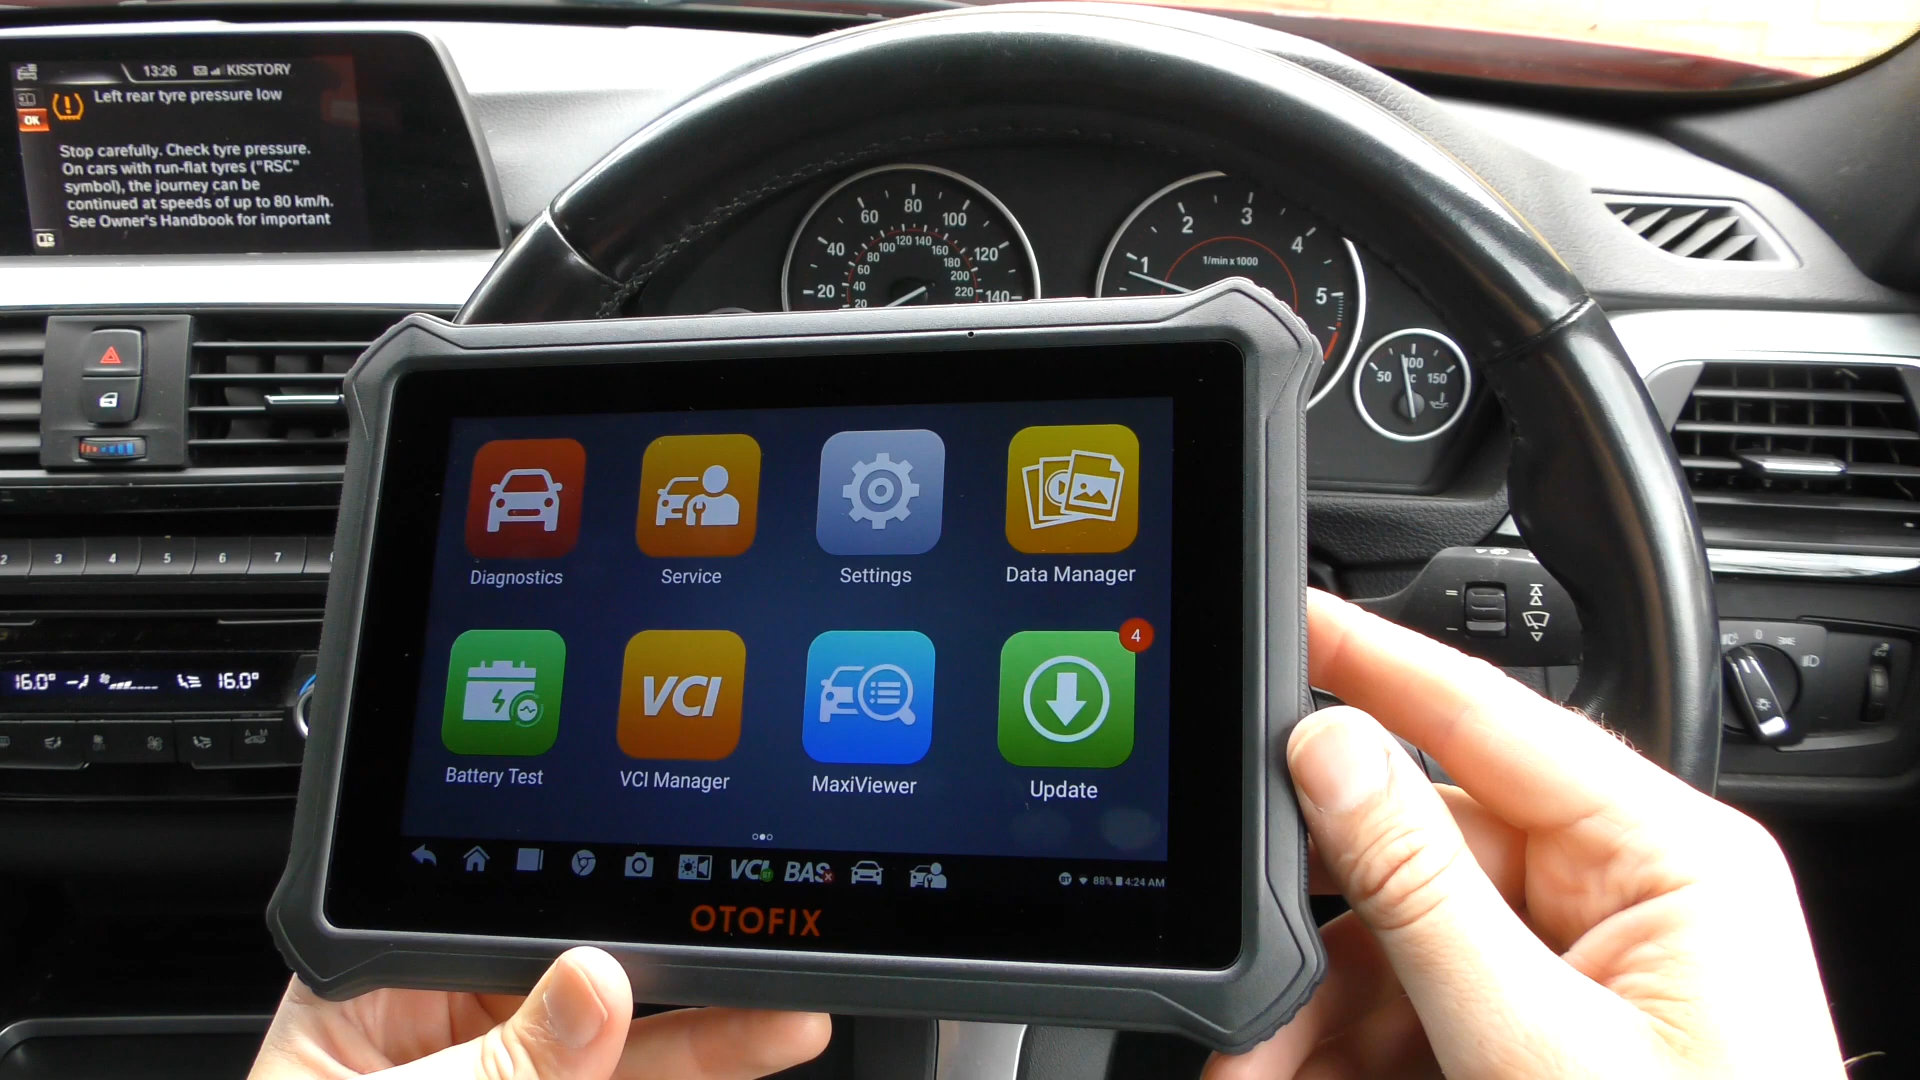 13:26 KISSTORY
Left rear tyre pressure low
OK
Stop carefully. Check tyre pressure.
On cars with run-flat tyres ("RSC"
symbol), the journey can be
continued at speeds of up to 80 km/h.
See Owner's Handbook for important
20 40 60 80 100 120 140
20 40 60 80 100 120 140 160 180 200 220
1 2 3 4 5
1/min x 1000
50 100 150
°C
2 3 4 5 6 7
16.0° 16.0°
A M
0
Diagnostics
Service
Settings
Data Manager
VCI
4
Battery Test
VCI Manager
MaxiViewer
Update
VCI BT BAS
BT 88% 4:24 AM
OTOFIX